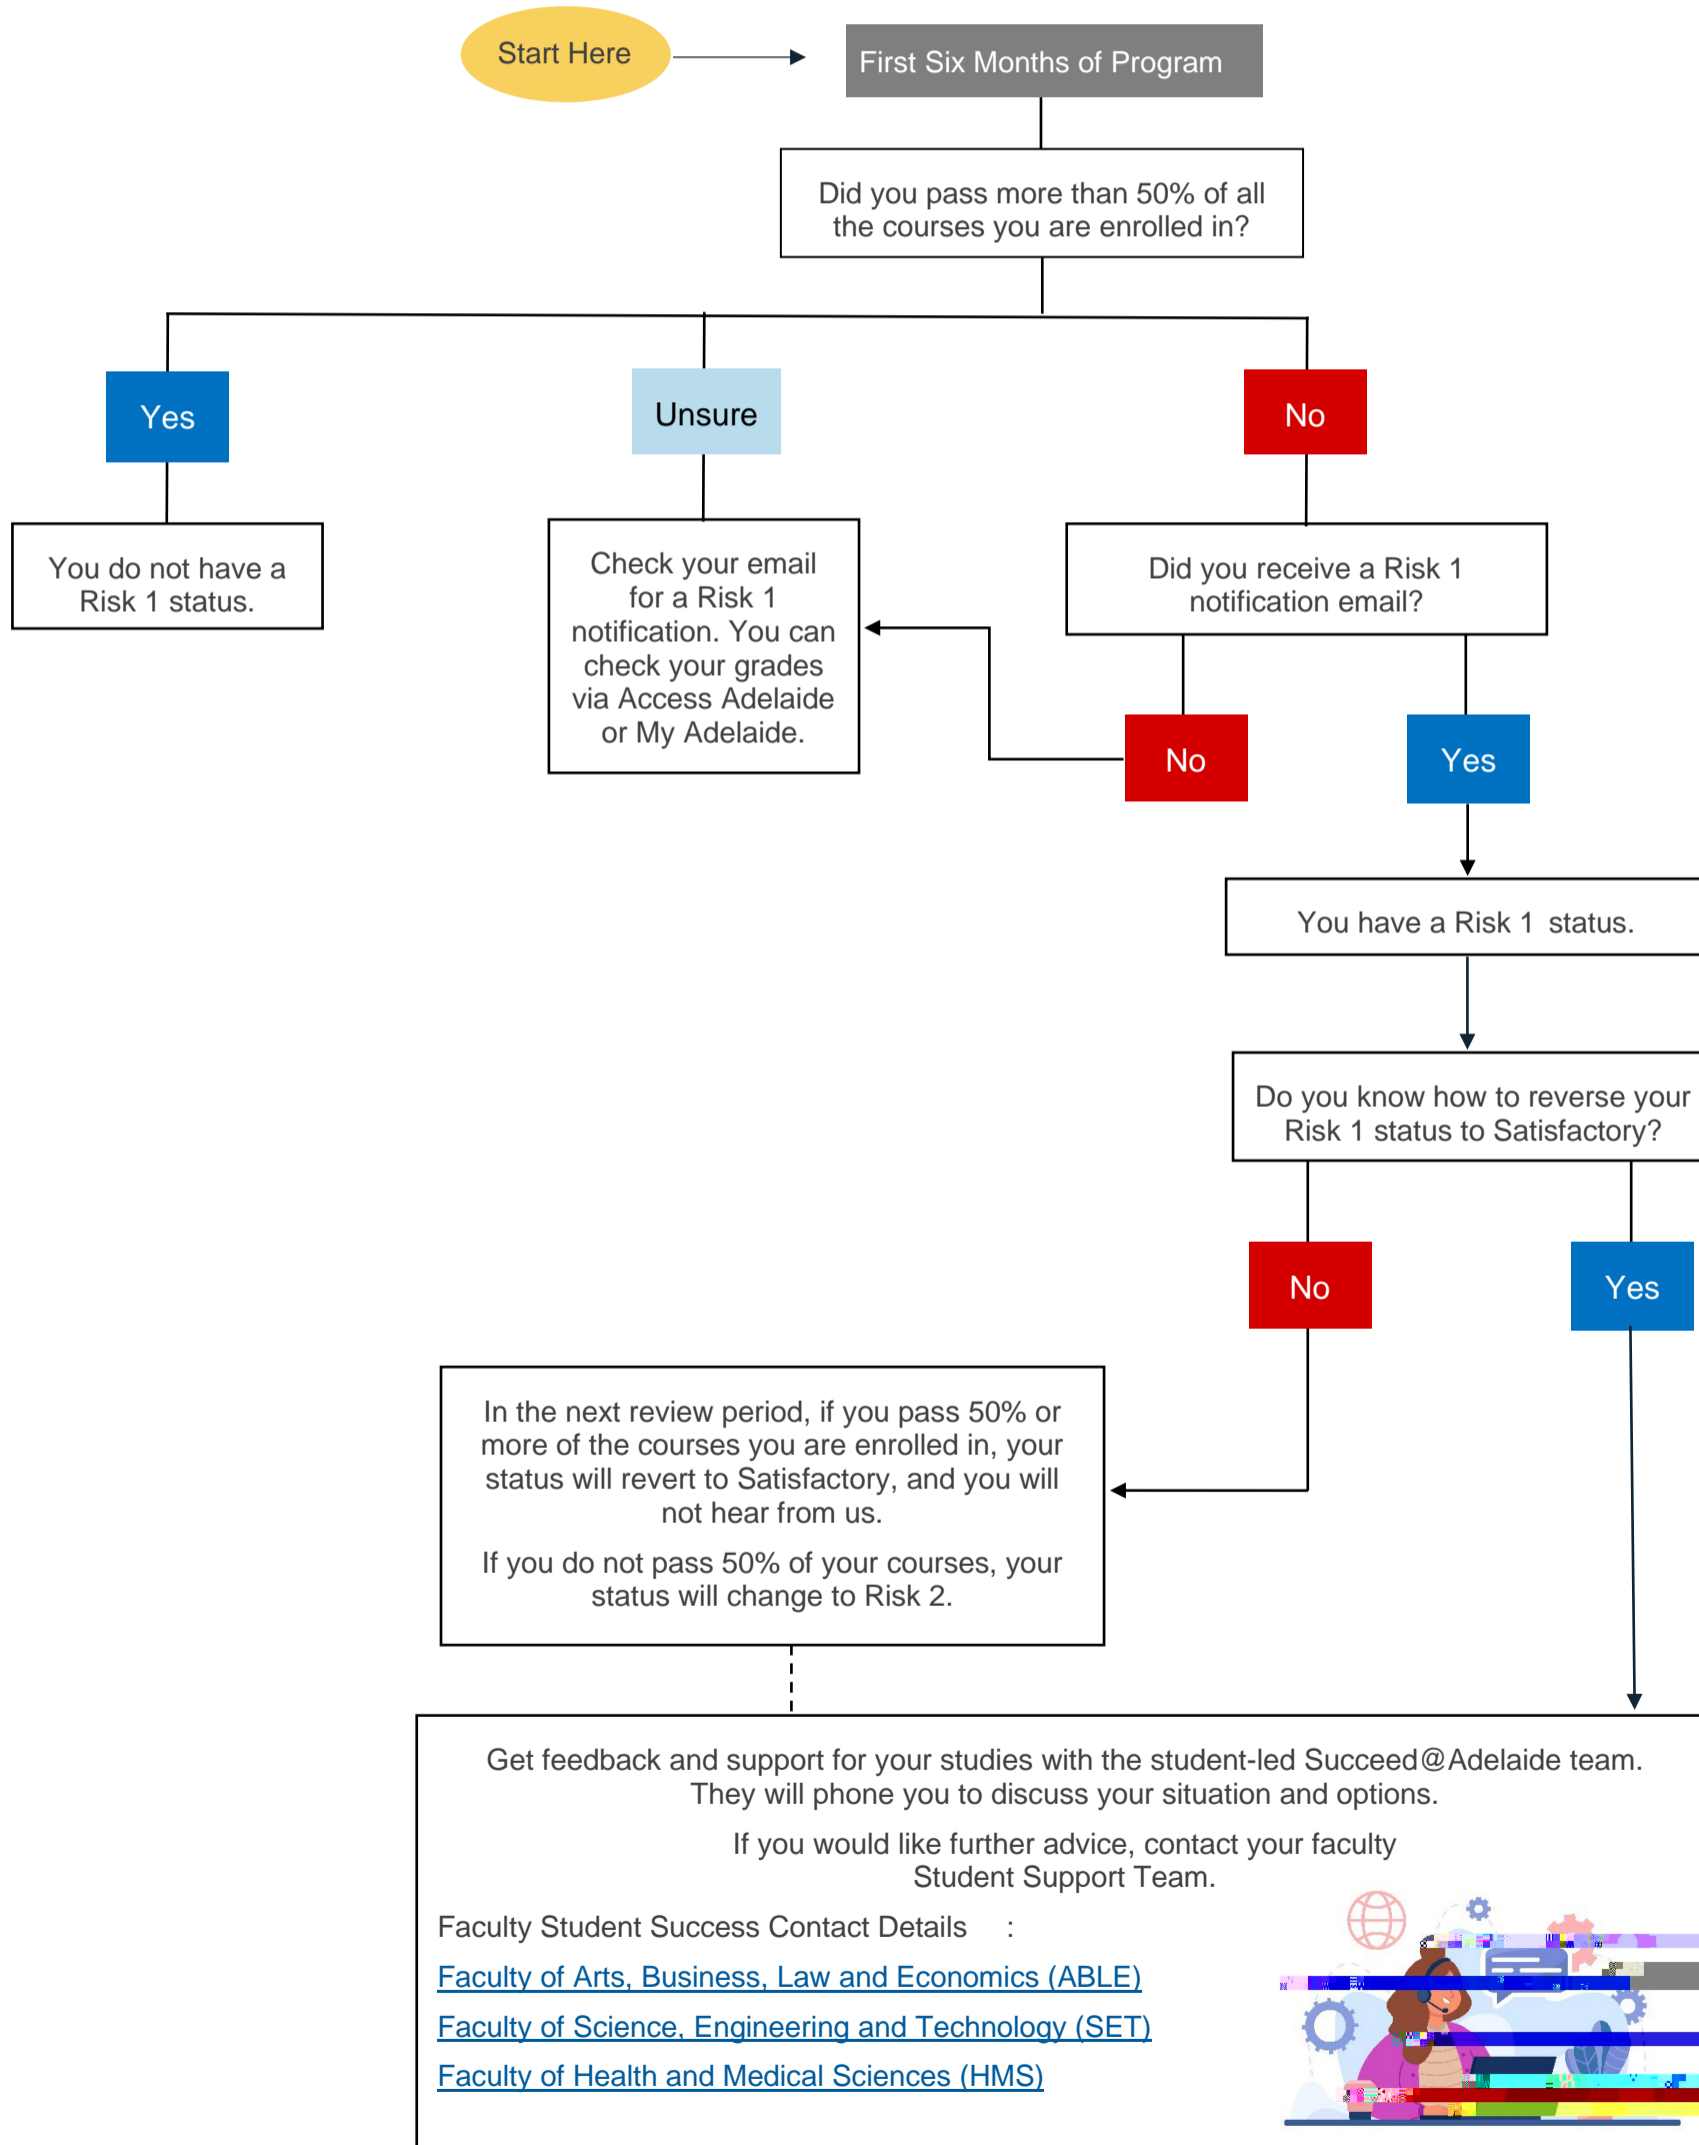 Start Here
First Six Months of Program
Did you pass more than 50% of all
the courses you are enrolled in?
Yes
Unsure
No
You do not have a
Risk 1 status.
Check your email
for a Risk 1
notification. You can
check your grades
via Access Adelaide
or My Adelaide.
Did you receive a Risk 1
notification email?
No
Yes
You have a Risk 1 status.
Do you know how to reverse your
Risk 1 status to Satisfactory?
No
Yes
In the next review period, if you pass 50% or
more of the courses you are enrolled in, your
status will revert to Satisfactory, and you will
not hear from us.
If you do not pass 50% of your courses, your
status will change to Risk 2.
Get feedback and support for your studies with the student-led Succeed@Adelaide team.
They will phone you to discuss your situation and options.
If you would like further advice, contact your faculty
Student Support Team.
Faculty Student Success Contact Details :
Faculty of Arts, Business, Law and Economics (ABLE)
Faculty of Science, Engineering and Technology (SET)
Faculty of Health and Medical Sciences (HMS)